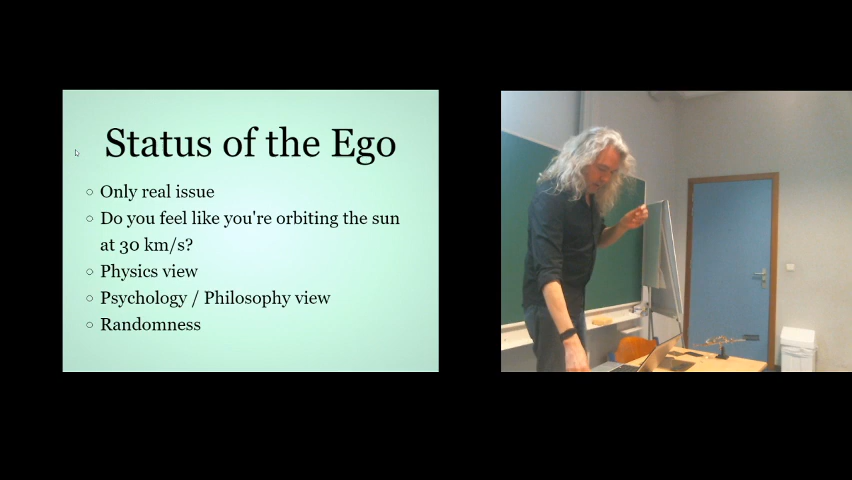 Status of the Ego
Only real issue
Do you feel like you're orbiting the sun
at 30 km/s?
Physics view
Psychology / Philosophy view
Randomness